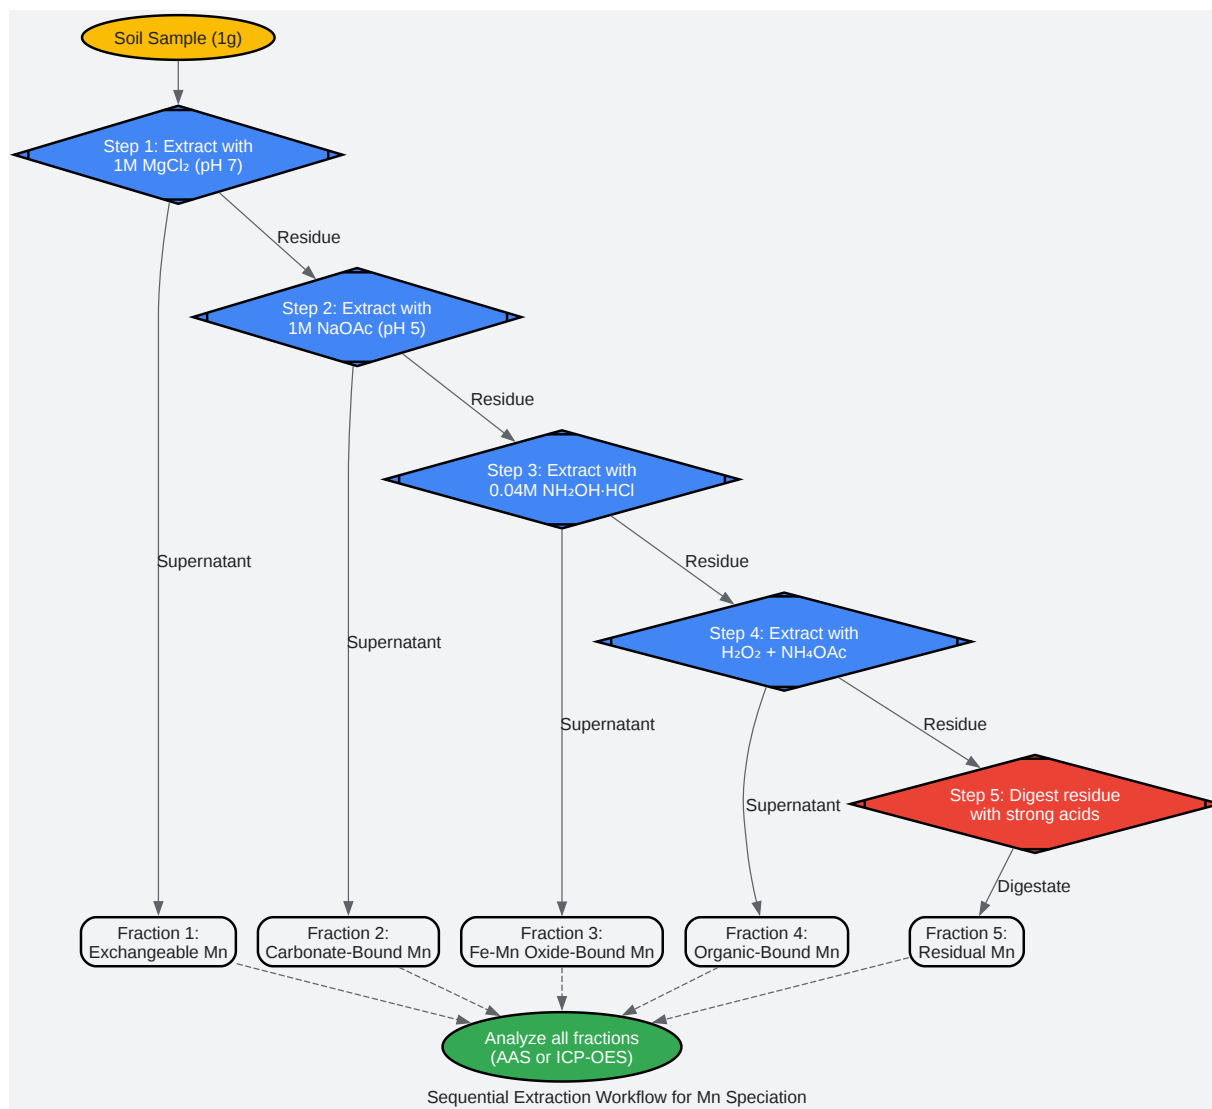 Soil Sample (1g)
Step 1: Extract with
1M MgCl₂ (pH 7)
Residue
Step 2: Extract with
1M NaOAc (pH 5)
Residue
Step 3: Extract with
0.04M NH₂OH·HCl
Supernatant
Residue
Step 4: Extract with
H₂O₂ + NH₄OAc
Supernatant
Supernatant
Residue
Step 5: Digest residue
with strong acids
Supernatant
Digestate
Fraction 1:
Exchangeable Mn
Fraction 2:
Carbonate-Bound Mn
Fraction 3:
Fe-Mn Oxide-Bound Mn
Fraction 4:
Organic-Bound Mn
Fraction 5:
Residual Mn
Analyze all fractions
(AAS or ICP-OES)
Sequential Extraction Workflow for Mn Speciation